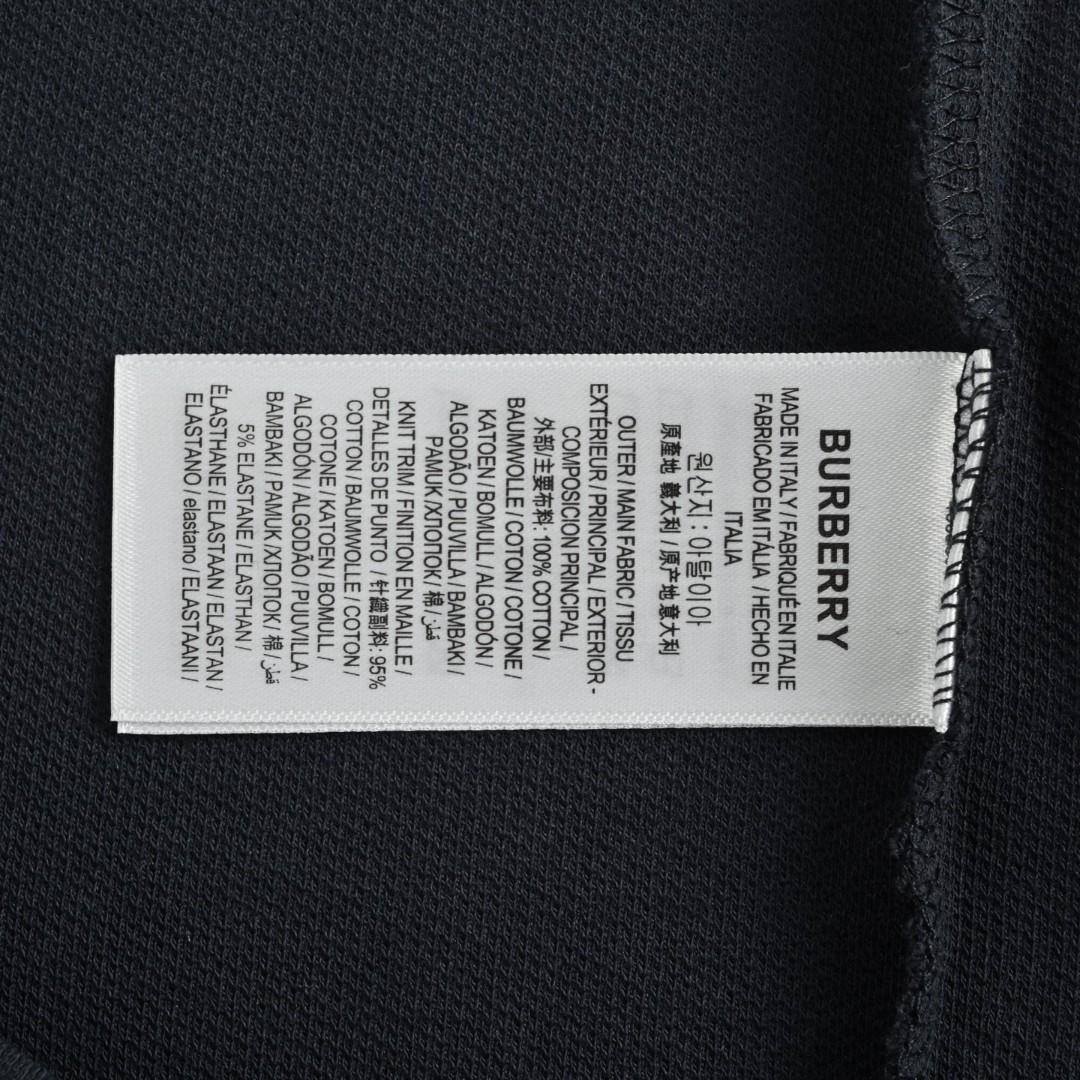 BURBERRY
MADE IN ITALY / FABRIQUÉ EN ITALIE
FABRICADO EM ITÁLIA / HECHO EN
ITALIA
원산지 : 아탈이아
原產地 義大利 / 原产地 意大利
OUTER / MAIN FABRIC / TISSU
EXTÉRIEUR / PRINCIPAL / EXTERIOR -
COMPOSICION PRINCIPAL /
外部/主要布料: 100% COTTON /
BAUMWOLLE / COTON / COTONE /
KATOEN / BOMULL / ALGODÓN /
ALGODÃO / PUUVILLA BAMBAKI /
PAMUK / ХЛОПОК / 棉 / قطن
KNIT TRIM / FINITION EN MAILLE /
DETALLES DE PUNTO / 针織副料: 95%
COTTON / BAUMWOLLE / COTON /
COTONE / KATOEN / BOMULL /
ALGODÓN / ALGODÃO / PUUVILLA /
BAMBAKI / PAMUK /ХЛОПОК / 棉 / قطن
5% ELASTANE / ELASTHAN /
ÉLASTHANE / ELASTAAN / ELASTAN /
ELASTANO / elastano / ELASTAANI /